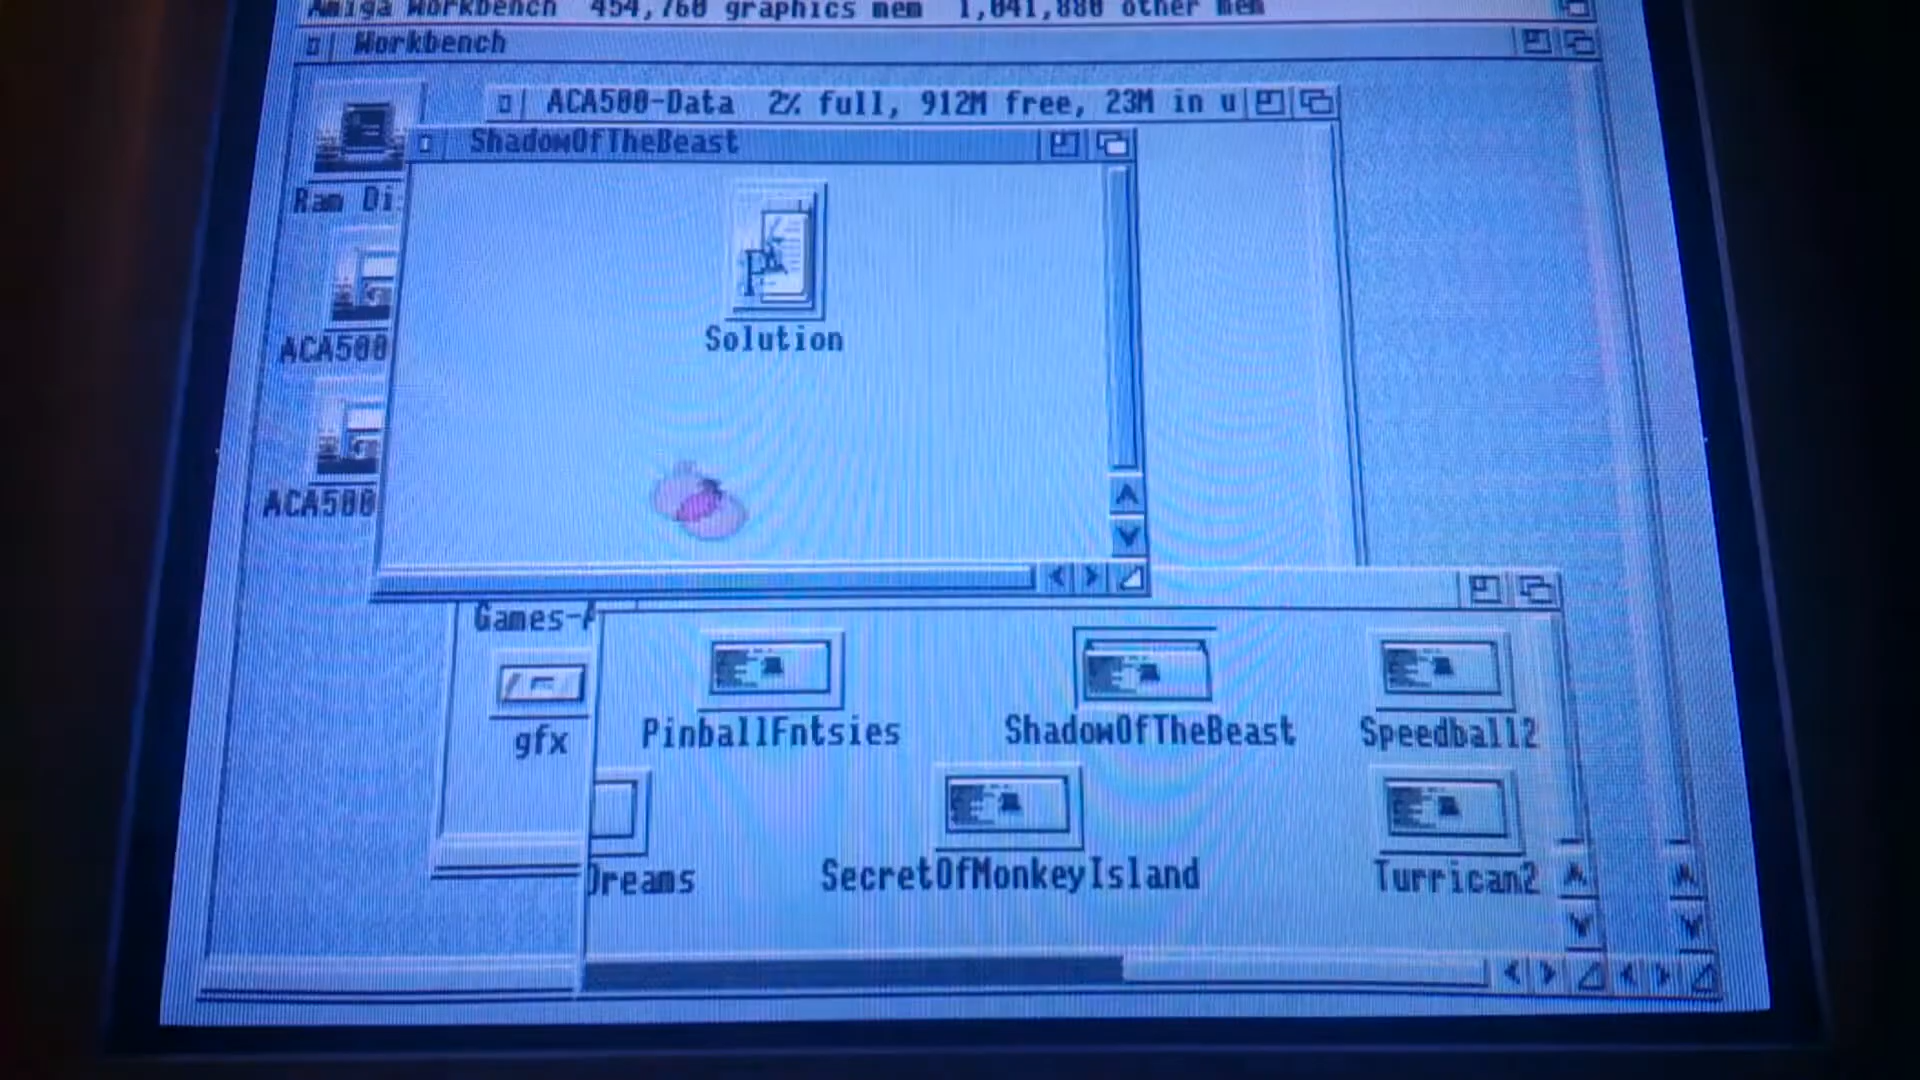 Amiga Workbench 454,760 graphics mem 1,041,880 other mem
Workbench
ACA500-Data 2% full, 912M free, 23M in u
ShadowOfTheBeast
Ram Di
Solution
ACA500
ACA500
Games-A
gfx
PinballFntsies
ShadowOfTheBeast
Speedball2
Dreams
SecretOfMonkeyIsland
Turrican2